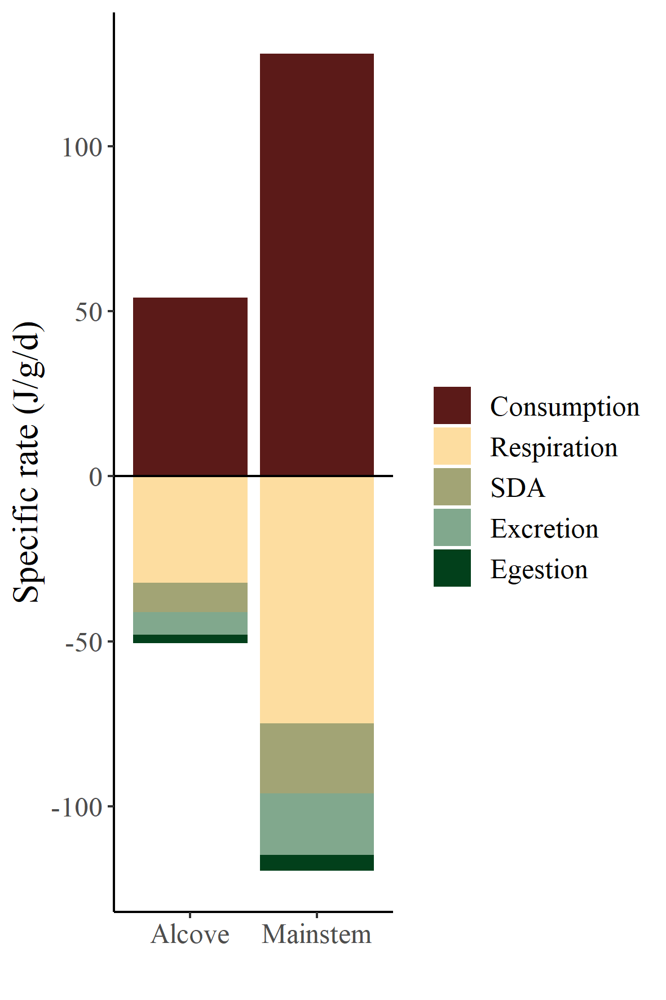 Specific rate (J/g/d)
100
50
0
-50
-100
Alcove Mainstem
Consumption
Respiration
SDA
Excretion
Egestion